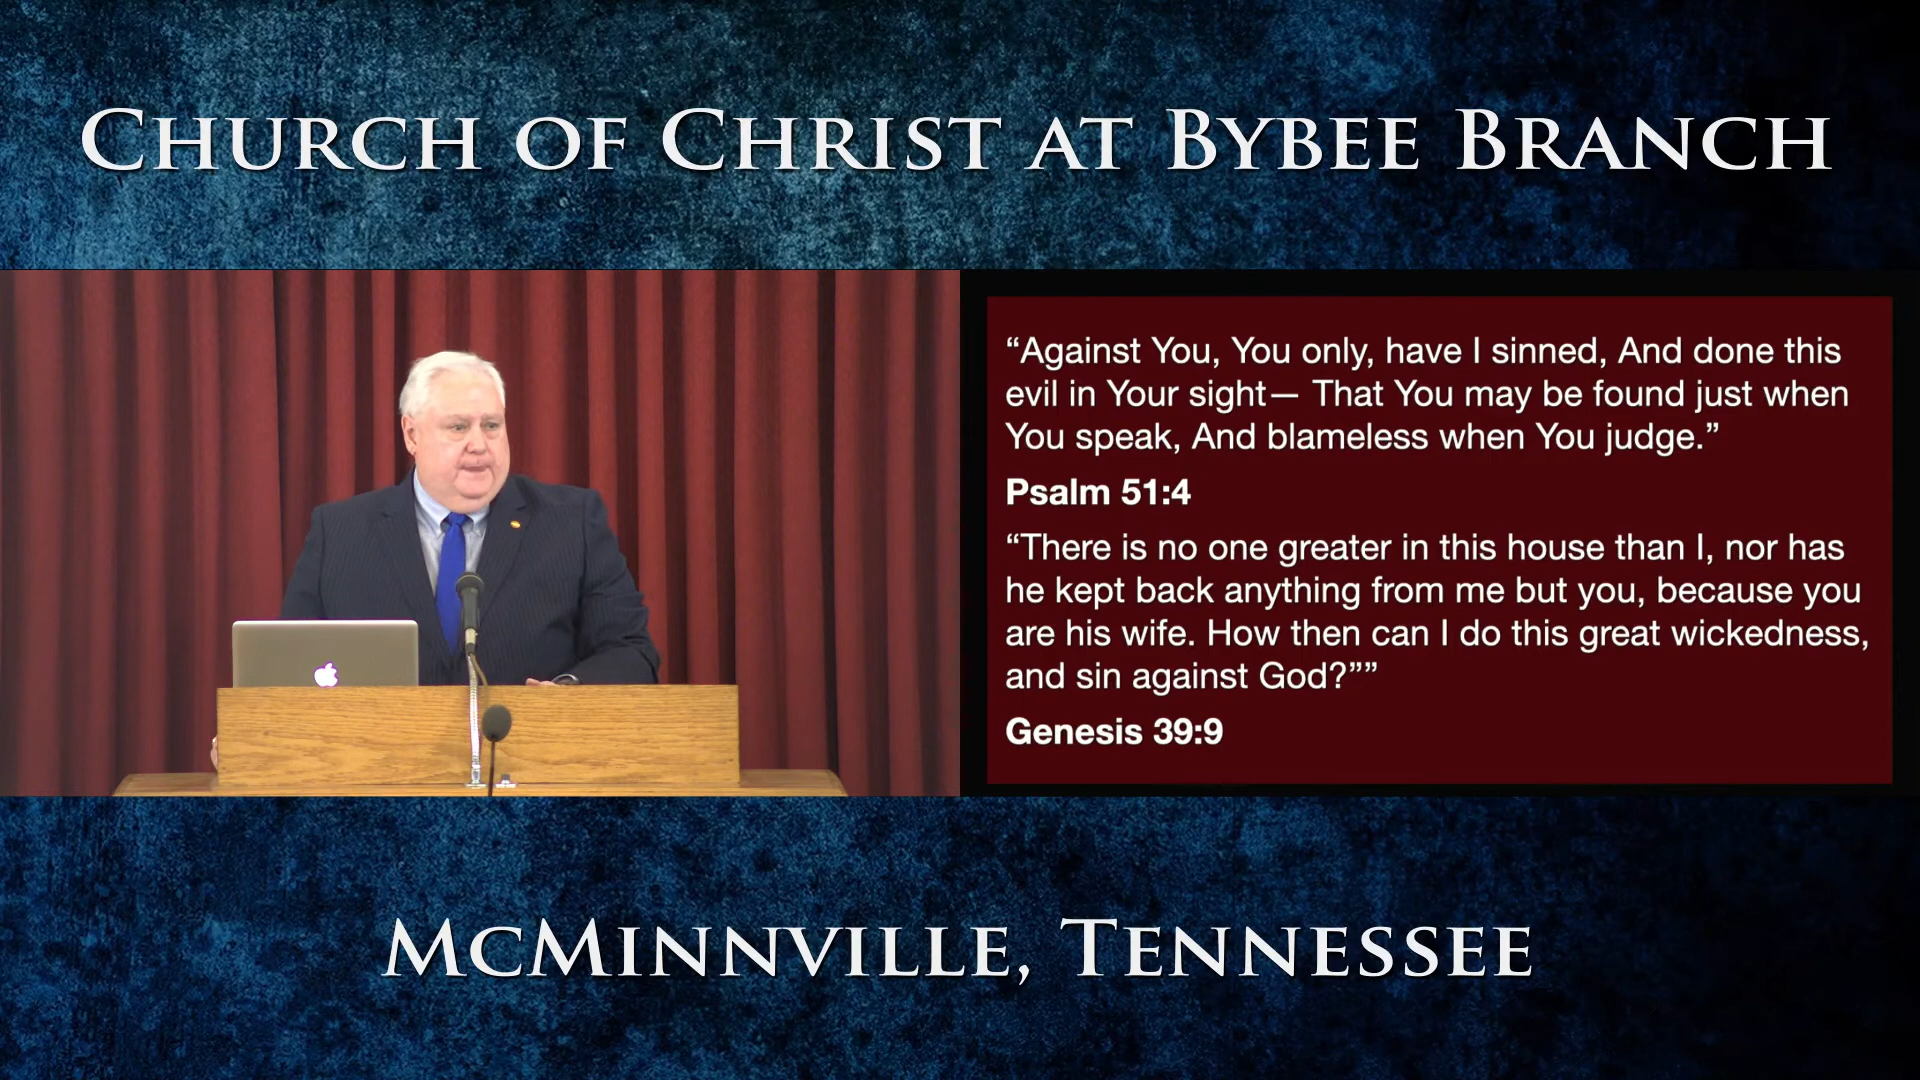 Church of Christ at Bybee Branch
“Against You, You only, have I sinned, And done this
evil in Your sight— That You may be found just when
You speak, And blameless when You judge.”
Psalm 51:4
“There is no one greater in this house than I, nor has
he kept back anything from me but you, because you
are his wife. How then can I do this great wickedness,
and sin against God?””
Genesis 39:9
McMinnville, Tennessee